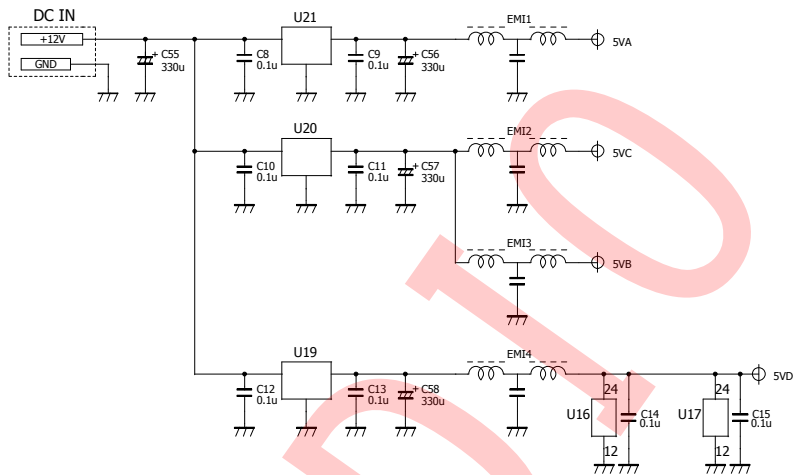 DC IN
+12V
GND
+ C55
330u
C8
0.1u
U21
C9
0.1u
+ C56
330u
EMI1
5VA
C10
0.1u
U20
C11
0.1u
+ C57
330u
EMI2
5VC
EMI3
5VB
C12
0.1u
U19
C13
0.1u
+ C58
330u
EMI4
5VD
24
U16
12
C14
0.1u
24
U17
12
C15
0.1u